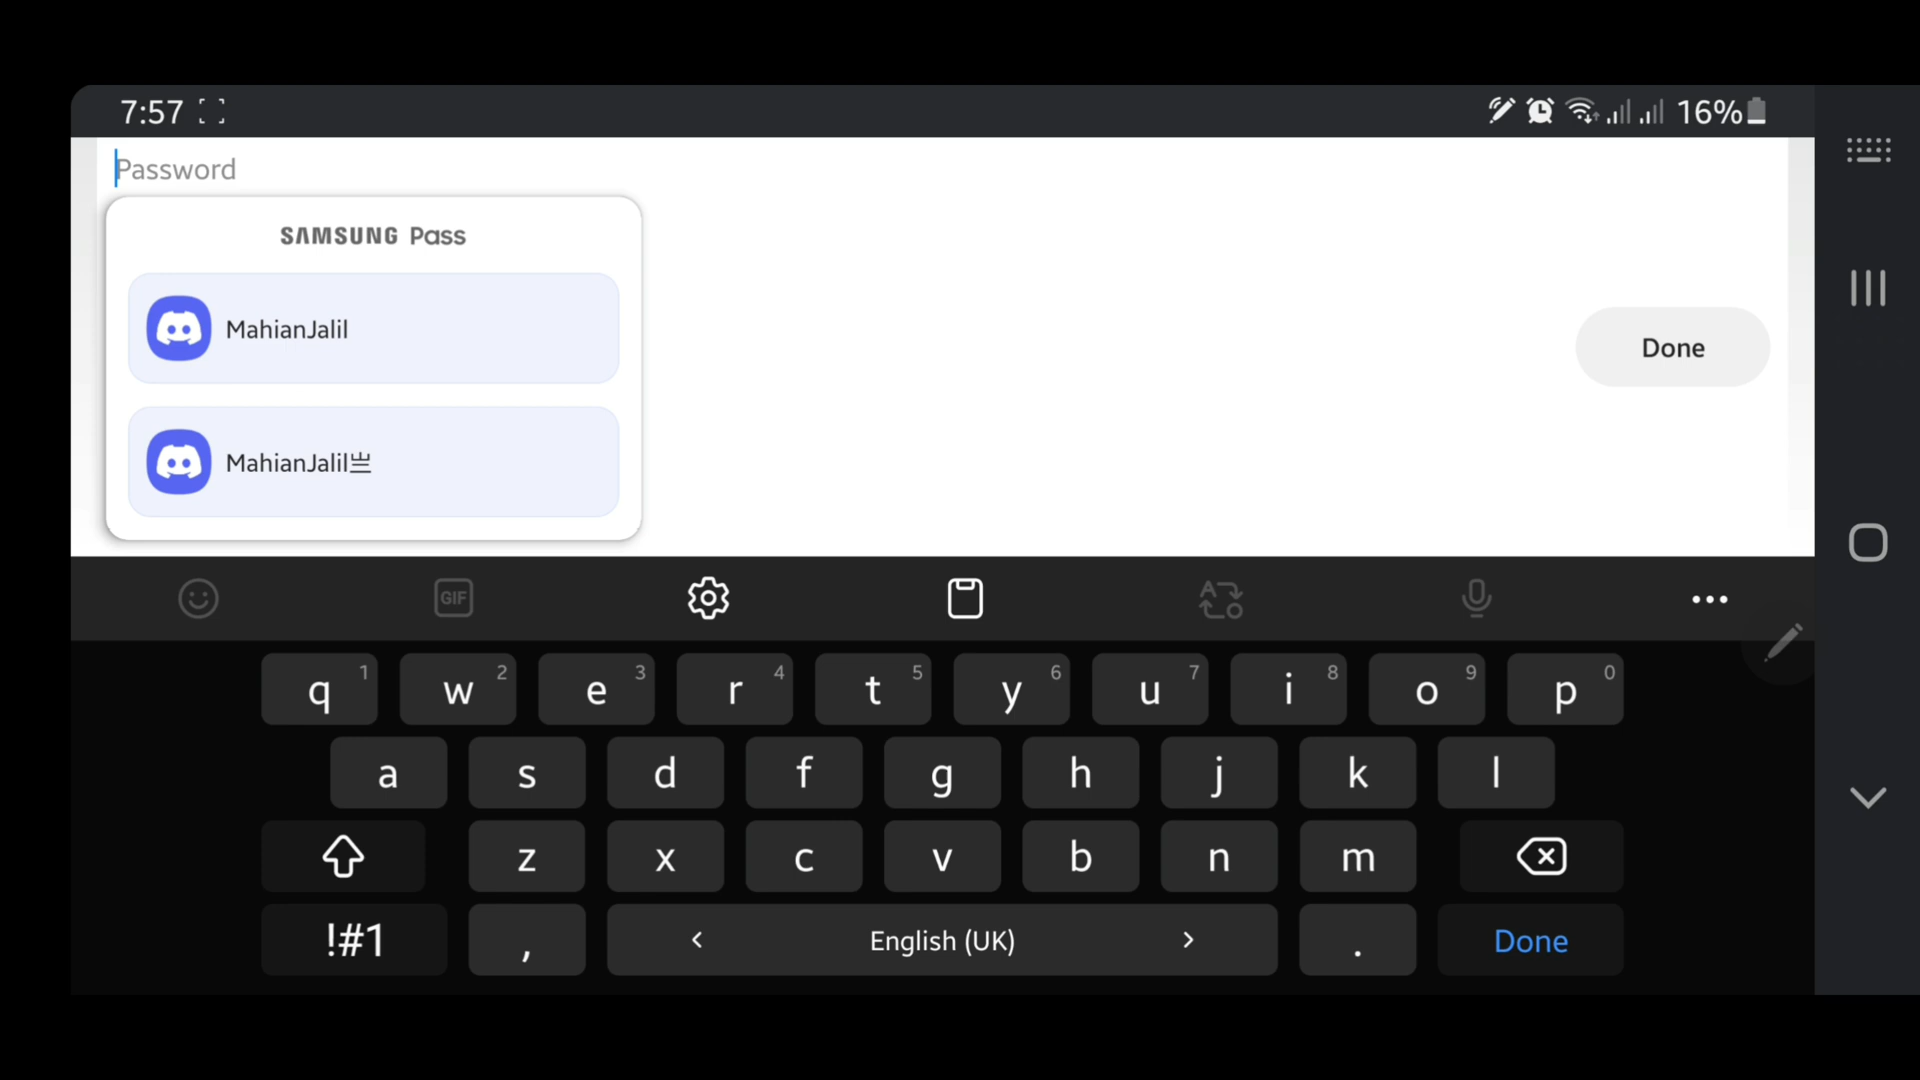 7:57
16%
Password
SAMSUNG Pass
MahianJalil
MahianJalil亗
Done
GIF
q 1 w 2 e 3 r 4 t 5 y 6 u 7 i 8 o 9 p 0
a s d f g h j k l
z x c v b n m
!#1 , < English (UK) > . Done